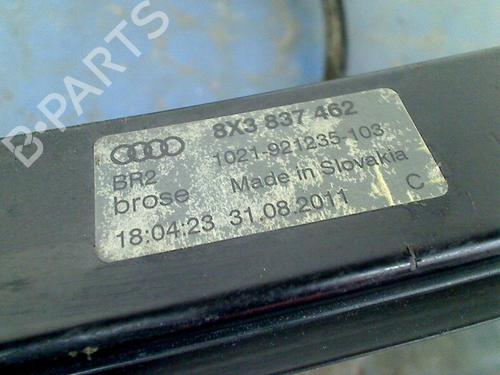 B-PARTS
8X3 837 462
1021-921235-103
BR2
Made in Slovakia
brose
C
18:04:23 31.08.2011